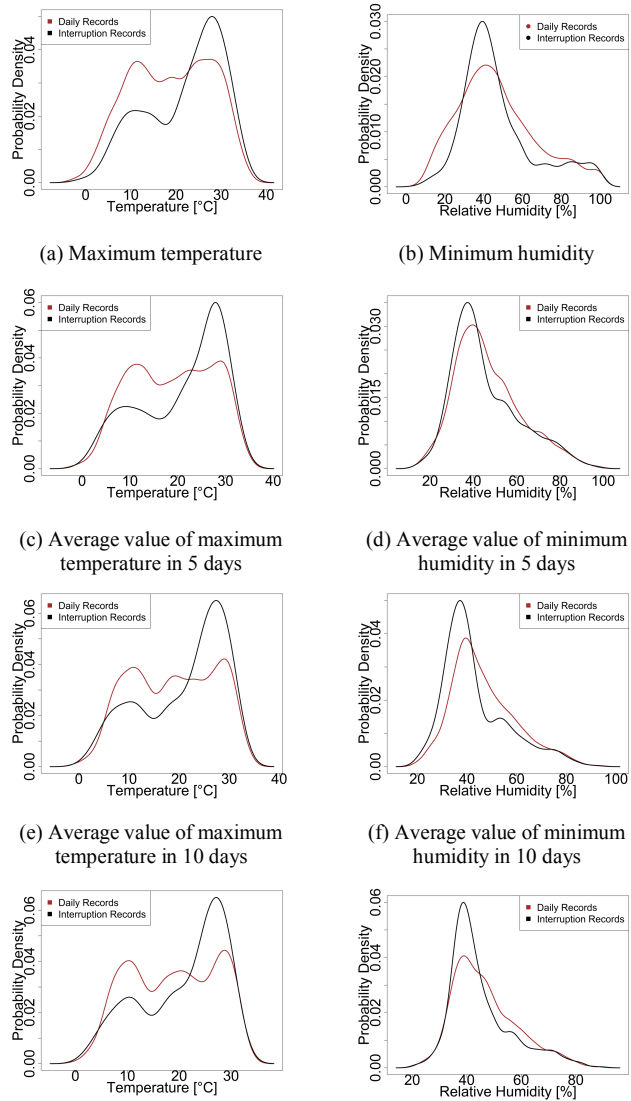 Daily Records
Interruption Records
Probability Density
0.00 0.02 0.04
0 10 20 30 40
Temperature [°C]
Daily Records
Interruption Records
Probability Density
0.000 0.010 0.020 0.030
0 20 40 60 80 100
Relative Humidity [%]
(a) Maximum temperature
(b) Minimum humidity
Daily Records
Interruption Records
Probability Density
0.00 0.02 0.04 0.06
0 10 20 30 40
Temperature [°C]
Daily Records
Interruption Records
Probability Density
0.000 0.015 0.030
20 40 60 80 100
Relative Humidity [%]
(c) Average value of maximum
temperature in 5 days
(d) Average value of minimum
humidity in 5 days
Daily Records
Interruption Records
Probability Density
0.00 0.02 0.04 0.06
0 10 20 30 40
Temperature [°C]
Daily Records
Interruption Records
Probability Density
0.00 0.02 0.04
20 40 60 80 100
Relative Humidity [%]
(e) Average value of maximum
temperature in 10 days
(f) Average value of minimum
humidity in 10 days
Daily Records
Interruption Records
Probability Density
0.00 0.02 0.04 0.06
0 10 20 30
Temperature [°C]
Daily Records
Interruption Records
Probability Density
0.00 0.02 0.04 0.06
20 40 60 80
Relative Humidity [%]